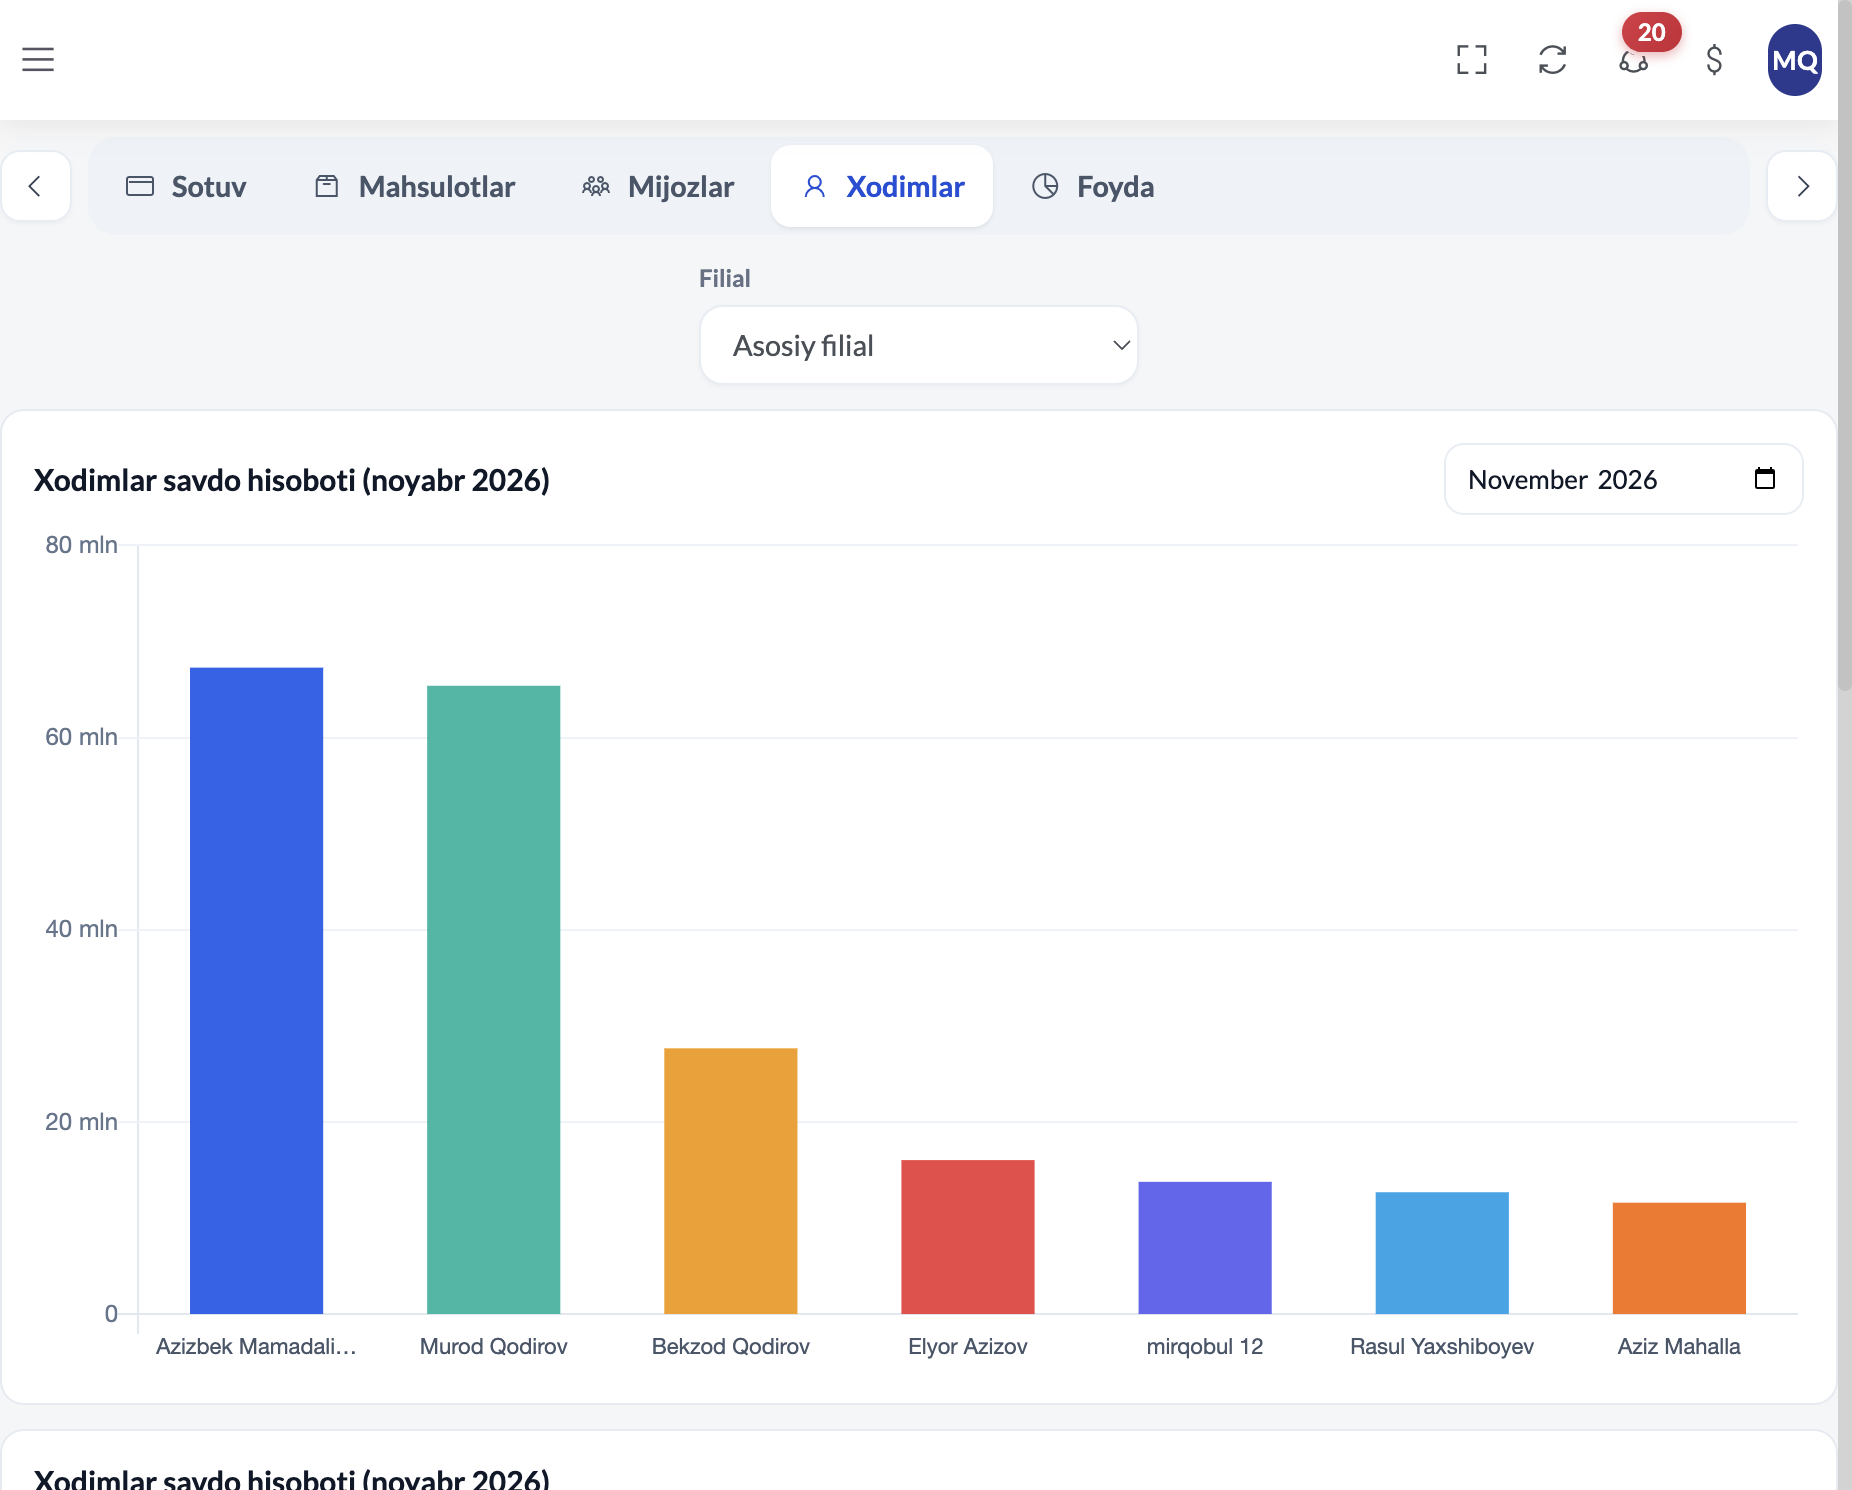 20
MQ
Sotuv
Mahsulotlar
Mijozlar
Xodimlar
Foyda
Filial
Asosiy filial
Xodimlar savdo hisoboti (noyabr 2026)
November 2026
80 mln
60 mln
40 mln
20 mln
0
Azizbek Mamadali...
Murod Qodirov
Bekzod Qodirov
Elyor Azizov
mirqobul 12
Rasul Yaxshiboyev
Aziz Mahalla
Xodimlar savdo hisoboti (noyabr 2026)